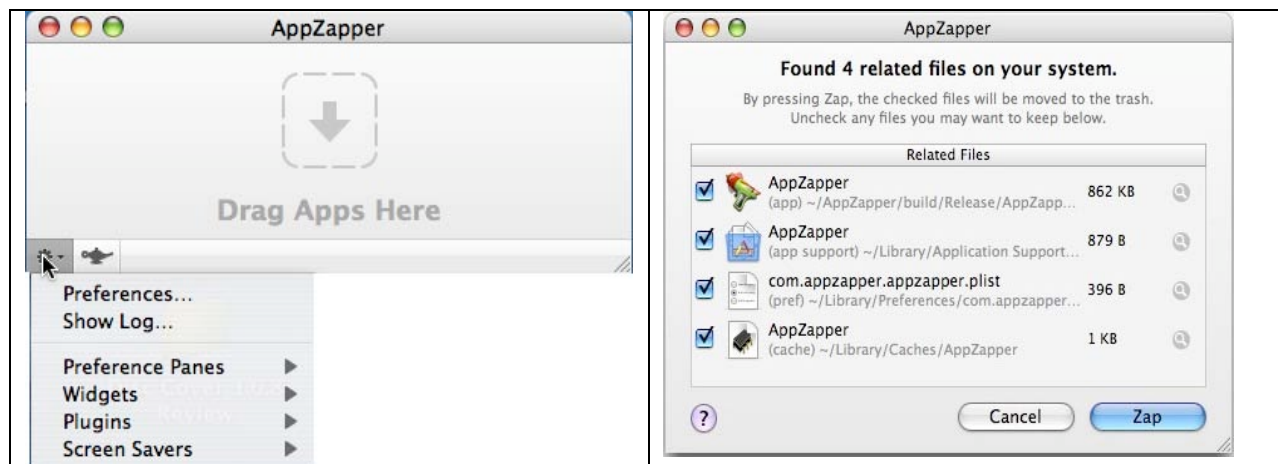 AppZapper
Drag Apps Here
Preferences...
Show Log...
Preference Panes
Widgets
Plugins
Screen Savers
AppZapper
Found 4 related files on your system.
By pressing Zap, the checked files will be moved to the trash.
Uncheck any files you may want to keep below.
Related Files
AppZapper 862 KB
(app) ~/AppZapper/build/Release/AppZapp...
AppZapper 879 B
(app support) ~/Library/Application Support...
com.appzapper.appzapper.plist 396 B
(pref) ~/Library/Preferences/com.appzapper...
AppZapper 1 KB
(cache) ~/Library/Caches/AppZapper
? Cancel Zap